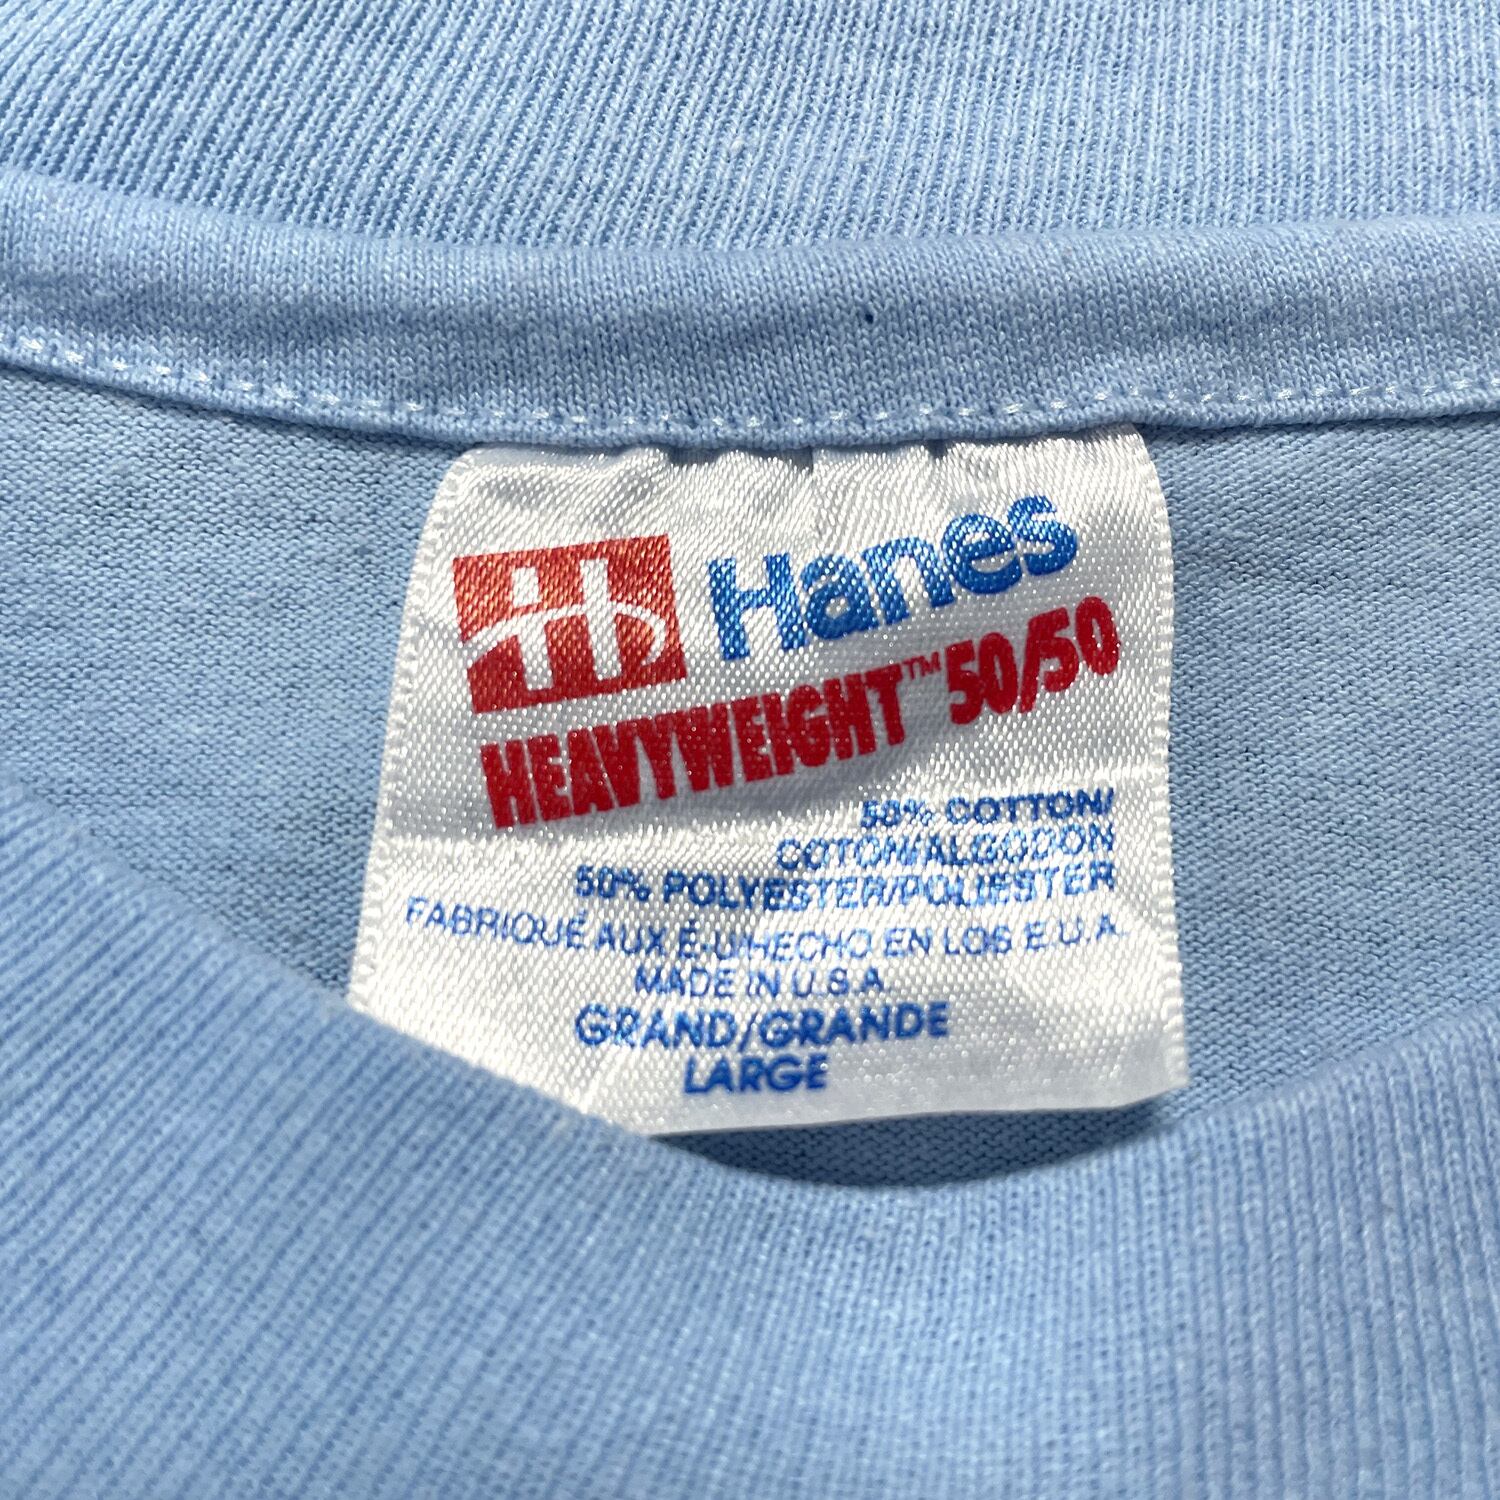 Hanes
HEAVYWEIGHT™ 50/50
50% COTTON/
COTON/ALGODON
50% POLYESTER/POLIESTER
FABRIQUÉ AUX É-U/HECHO EN LOS E.U.A.
MADE IN U.S.A
GRAND/GRANDE
LARGE